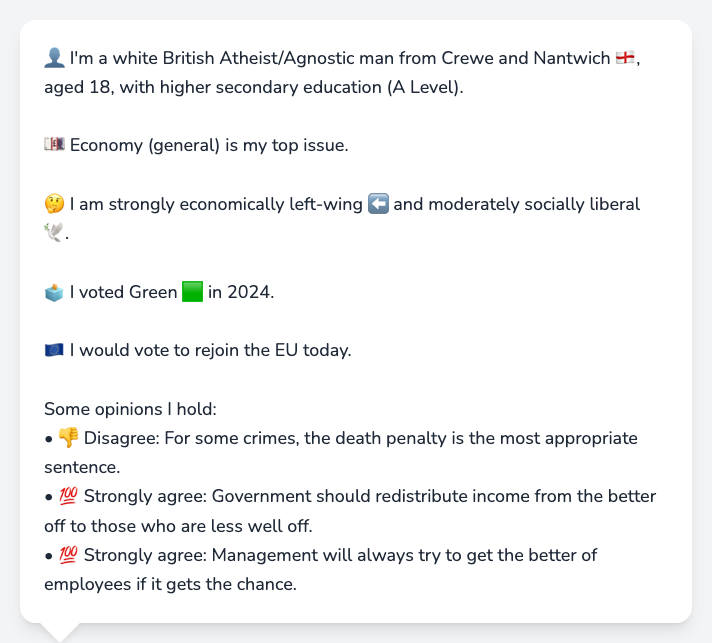 👤 I'm a white British Atheist/Agnostic man from Crewe and Nantwich 🏴󠁧󠁢󠁥󠁮󠁧󠁿,
aged 18, with higher secondary education (A Level).
💷 Economy (general) is my top issue.
🤔 I am strongly economically left-wing ⬅️ and moderately socially liberal
🕊️.
🗳️ I voted Green 🟩 in 2024.
🇪🇺 I would vote to rejoin the EU today.
Some opinions I hold:
• 👎 Disagree: For some crimes, the death penalty is the most appropriate
sentence.
• 💯 Strongly agree: Government should redistribute income from the better
off to those who are less well off.
• 💯 Strongly agree: Management will always try to get the better of
employees if it gets the chance.